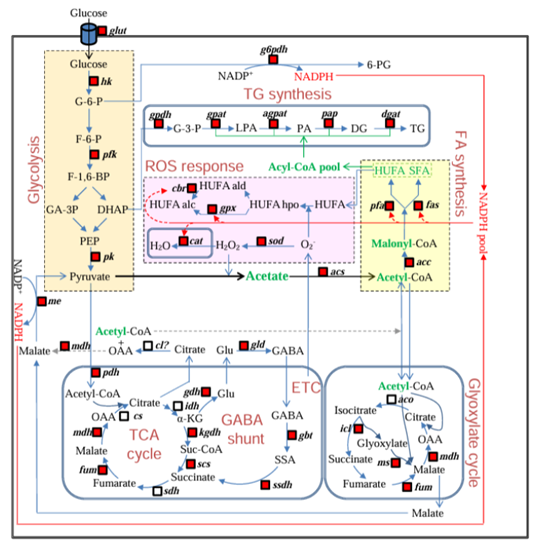 Glucose
glut
Glucose
hk
G-6-P
F-6-P
pfk
F-1,6-BP
GA-3P
DHAP
PEP
pk
Pyruvate
Glycolysis
g6pdh
NADP⁺
NADPH
6-PG
TG synthesis
gpdh
gpat
agpat
pap
dgat
G-3-P
LPA
PA
DG
TG
Acyl-CoA pool
ROS response
cbr
HUFA ald
HUFA alc
gpx
HUFA hpo
HUFA
H₂O
cat
H₂O₂
sod
O₂⁻
FA synthesis
HUFA
SFA
pfa
fas
Malonyl-CoA
acc
Acetyl-CoA
NADPH pool
Acetate
acs
NADP⁺
NADPH
me
Malate
mdh
Acetyl-CoA
+
OAA
cl?
Citrate
Glu
gld
GABA
pdh
ETC
Acetyl-CoA
Citrate
OAA
cs
idh
gdh
Glu
α-KG
mdh
TCA
cycle
kgdh
GABA
shunt
GABA
gbt
Malate
Suc-CoA
scs
SSA
fum
Fumarate
Succinate
sdh
ssdh
Acetyl-CoA
aco
Isocitrate
Citrate
icl
OAA
Glyoxylate
mdh
Succinate
ms
Malate
Fumarate
fum
Glyoxylate cycle
Malate